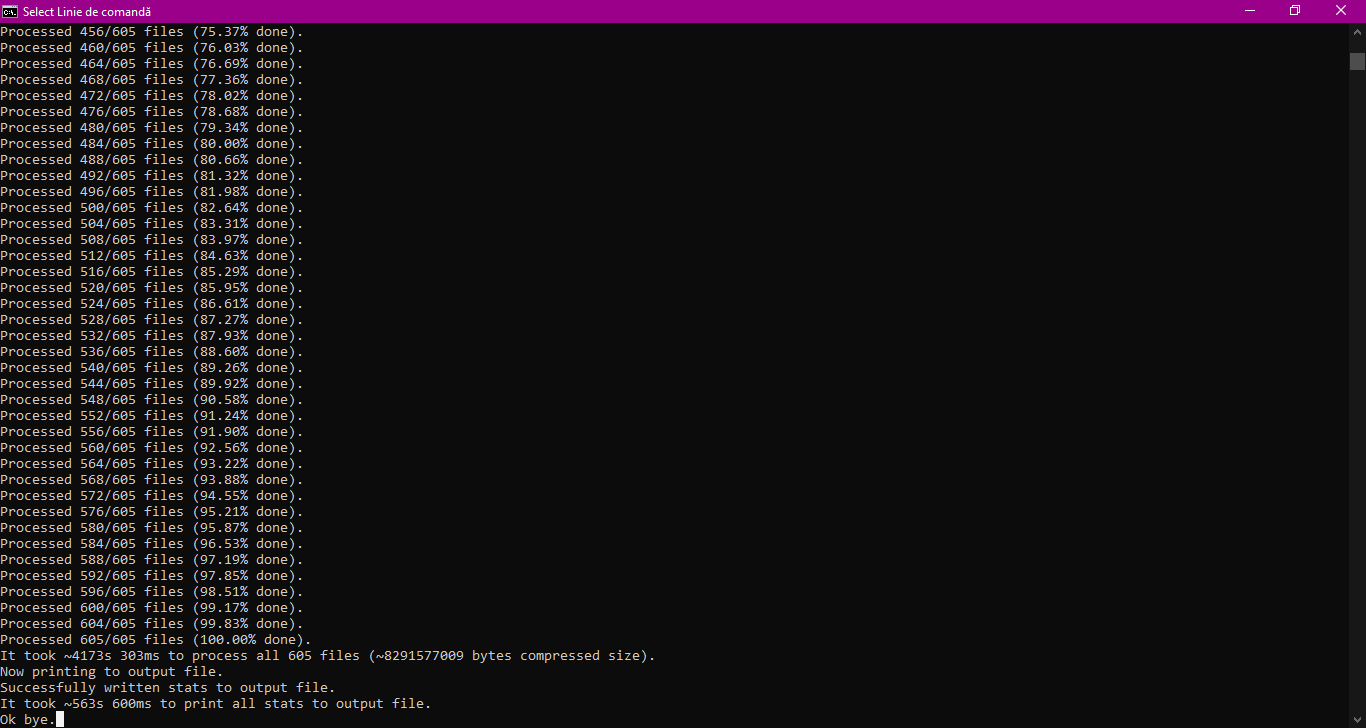 Select Linie de comandă
Processed 456/605 files (75.37% done).
Processed 460/605 files (76.03% done).
Processed 464/605 files (76.69% done).
Processed 468/605 files (77.36% done).
Processed 472/605 files (78.02% done).
Processed 476/605 files (78.68% done).
Processed 480/605 files (79.34% done).
Processed 484/605 files (80.00% done).
Processed 488/605 files (80.66% done).
Processed 492/605 files (81.32% done).
Processed 496/605 files (81.98% done).
Processed 500/605 files (82.64% done).
Processed 504/605 files (83.31% done).
Processed 508/605 files (83.97% done).
Processed 512/605 files (84.63% done).
Processed 516/605 files (85.29% done).
Processed 520/605 files (85.95% done).
Processed 524/605 files (86.61% done).
Processed 528/605 files (87.27% done).
Processed 532/605 files (87.93% done).
Processed 536/605 files (88.60% done).
Processed 540/605 files (89.26% done).
Processed 544/605 files (89.92% done).
Processed 548/605 files (90.58% done).
Processed 552/605 files (91.24% done).
Processed 556/605 files (91.90% done).
Processed 560/605 files (92.56% done).
Processed 564/605 files (93.22% done).
Processed 568/605 files (93.88% done).
Processed 572/605 files (94.55% done).
Processed 576/605 files (95.21% done).
Processed 580/605 files (95.87% done).
Processed 584/605 files (96.53% done).
Processed 588/605 files (97.19% done).
Processed 592/605 files (97.85% done).
Processed 596/605 files (98.51% done).
Processed 600/605 files (99.17% done).
Processed 604/605 files (99.83% done).
Processed 605/605 files (100.00% done).
It took ~4173s 303ms to process all 605 files (~8291577009 bytes compressed size).
Now printing to output file.
Successfully written stats to output file.
It took ~563s 600ms to print all stats to output file.
Ok bye.